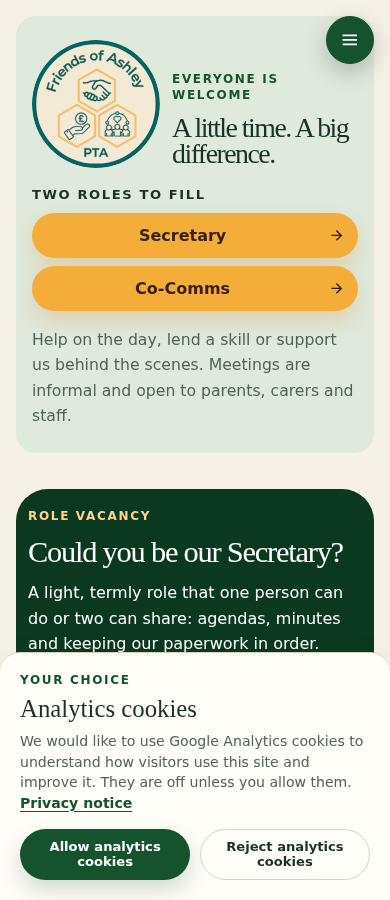 Friends of Ashley
£
PTA
EVERYONE IS
WELCOME
A little time. A big
difference.
TWO ROLES TO FILL
Secretary
Co-Comms
Help on the day, lend a skill or support
us behind the scenes. Meetings are
informal and open to parents, carers and
staff.
ROLE VACANCY
Could you be our Secretary?
A light, termly role that one person can
do or two can share: agendas, minutes
and keeping our paperwork in order.
YOUR CHOICE
Analytics cookies
We would like to use Google Analytics cookies to
understand how visitors use this site and
improve it. They are off unless you allow them.
Privacy notice
Allow analytics
cookies
Reject analytics
cookies